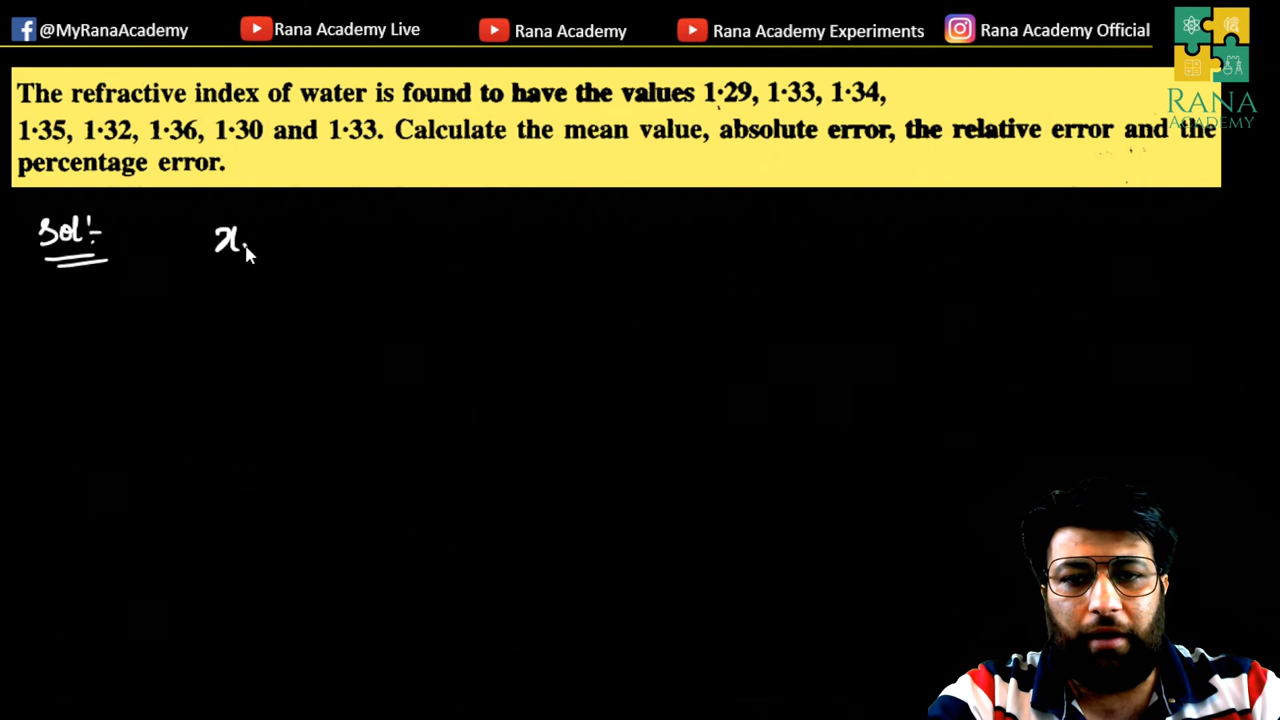 @MyRanaAcademy Rana Academy Live Rana Academy Rana Academy Experiments Rana Academy Official
RANA
ACADEMY
The refractive index of water is found to have the values 1·29, 1·33, 1·34,
1·35, 1·32, 1·36, 1·30 and 1·33. Calculate the mean value, absolute error, the relative error and the
percentage error.
Sol':-
x